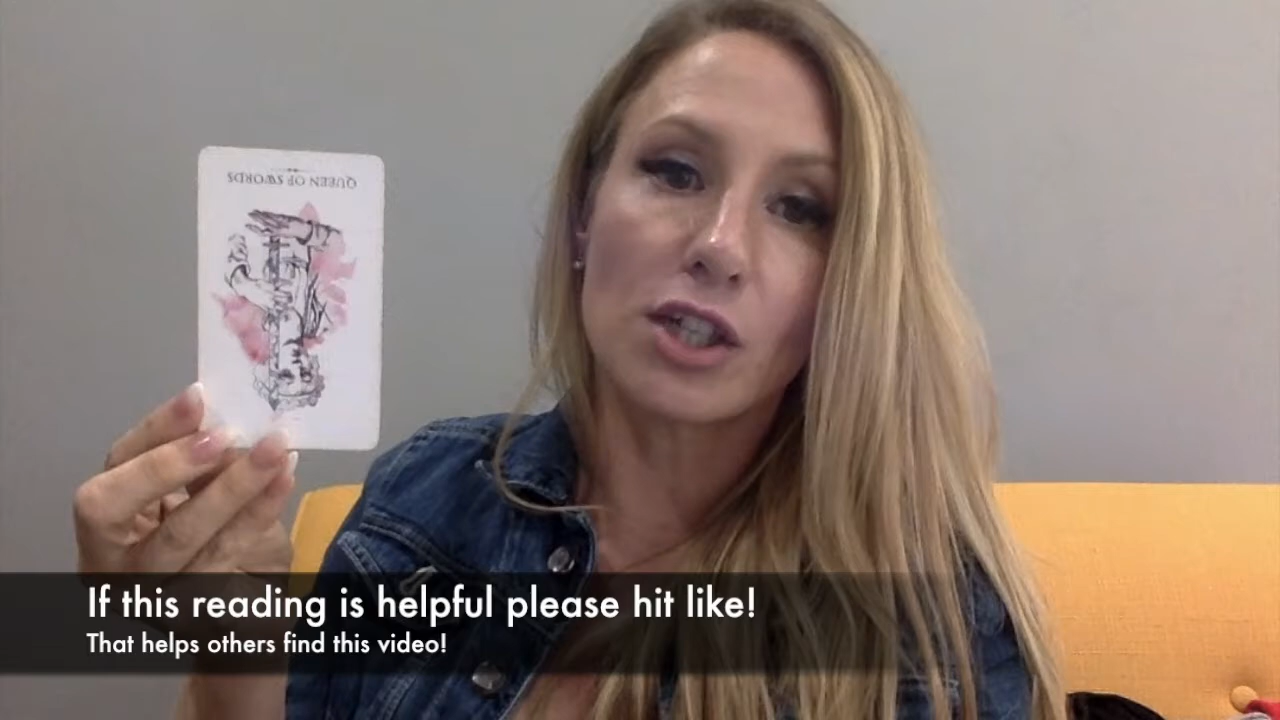 QUEEN OF SWORDS
If this reading is helpful please hit like!
That helps others find this video!